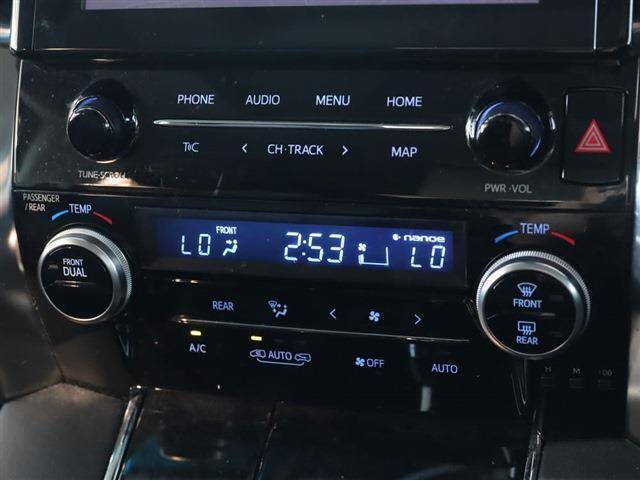 PHONE AUDIO MENU HOME
T/C < CH·TRACK > MAP
TUNE·SCROLL PWR·VOL
PASSENGER
/REAR
TEMP TEMP
FRONT nanoe
LO 2:53 LO
FRONT
DUAL
FRONT
REAR
REAR < >
A/C AUTO OFF AUTO
H M :00